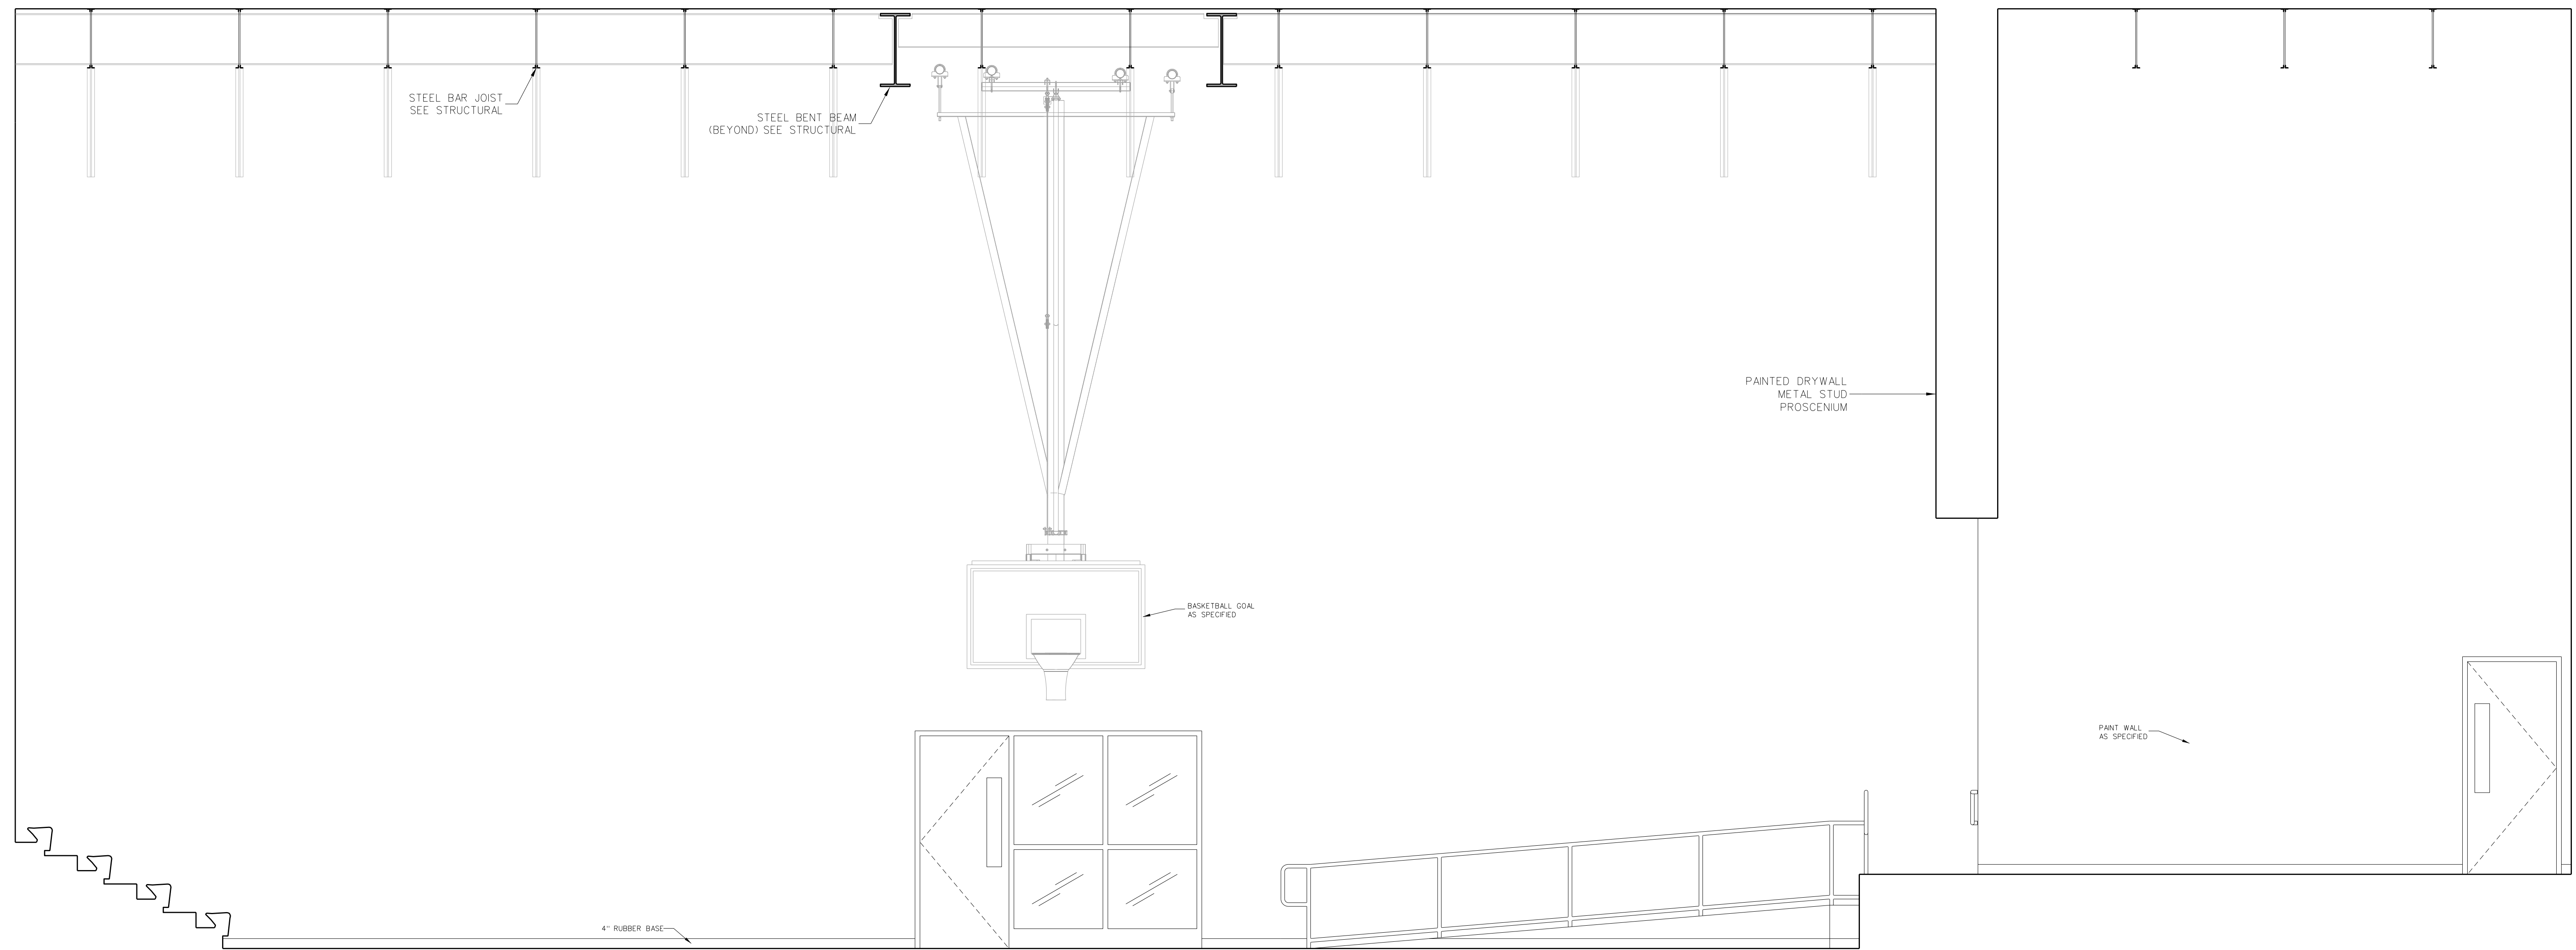 STEEL BAR JOIST
SEE STRUCTURAL
STEEL BENT BEAM
(BEYOND) SEE STRUCTURAL
PAINTED DRYWALL
METAL STUD
PROSCENIUM
BASKETBALL GOAL
AS SPECIFIED
PAINT WALL
AS SPECIFIED
4" RUBBER BASE